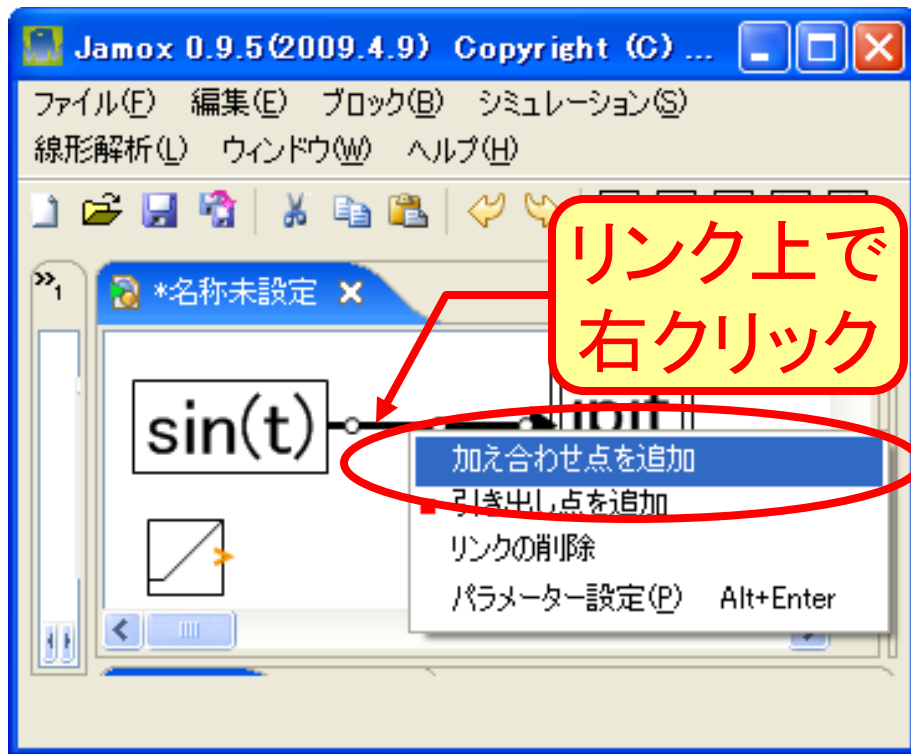 Jamox 0.9.5(2009.4.9) Copyright (C) ...
ファイル(F) 編集(E) ブロック(B) シミュレーション(S)
線形解析(L) ウィンドウ(W) ヘルプ(H)
リンク上で
右クリック
»1
*名称未設定
sin(t)
加え合わせ点を追加
引き出し点を追加
リンクの削除
パラメーター設定(P) Alt+Enter